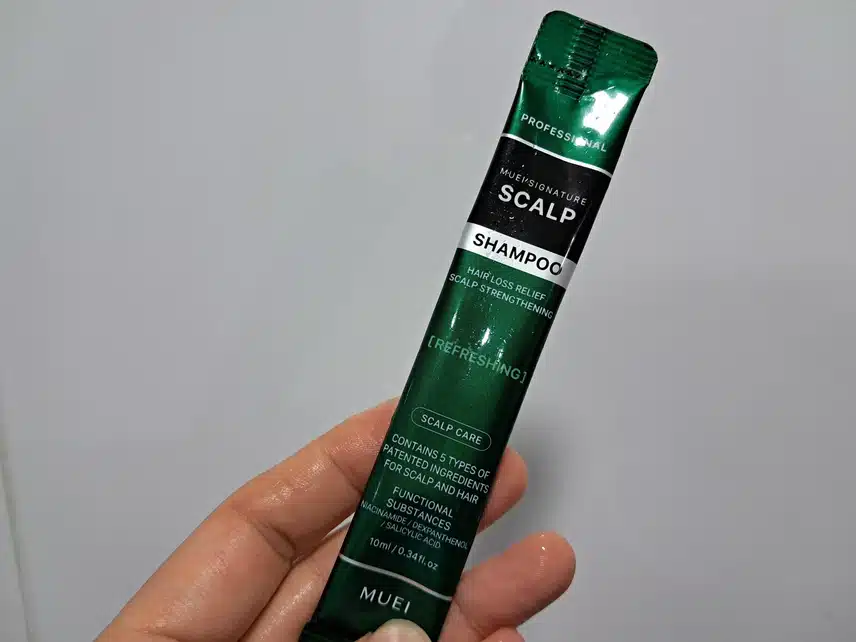 PROFESSIONAL
MUEI SIGNATURE
SCALP
SHAMPOO
HAIR LOSS RELIEF
SCALP STRENGTHENING
[REFRESHING]
SCALP CARE
CONTAINS 5 TYPES OF
PATENTED INGREDIENTS
FOR SCALP AND HAIR
FUNCTIONAL
SUBSTANCES
NIACINAMIDE / DEXPANTHENOL
/ SALICYLIC ACID
10ml / 0.34fl.oz
MUEI